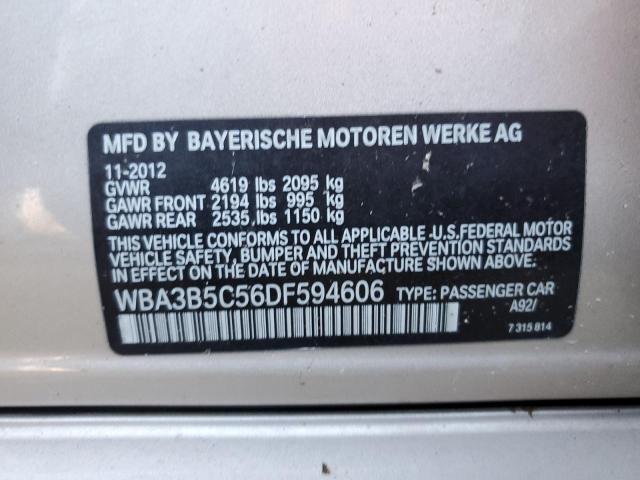 MFD BY BAYERISCHE MOTOREN WERKE AG
11-2012
GVWR 4619 lbs 2095 kg
GAWR FRONT 2194 lbs 995 kg
GAWR REAR 2535 lbs 1150 kg
THIS VEHICLE CONFORMS TO ALL APPLICABLE U.S.FEDERAL MOTOR
VEHICLE SAFETY, BUMPER AND THEFT PREVENTION STANDARDS
IN EFFECT ON THE DATE OF MANUFACTURE SHOWN ABOVE.
WBA3B5C56DF594606 TYPE: PASSENGER CAR
A92/
7 315 814